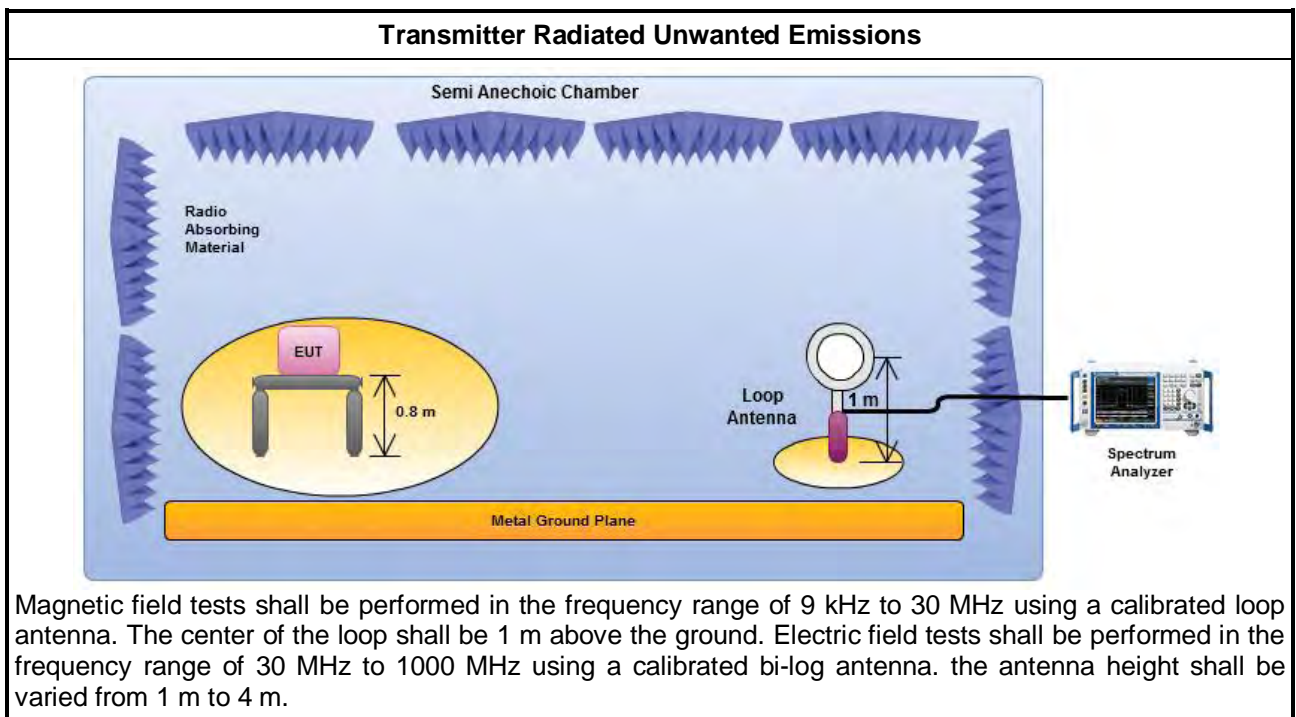 Transmitter Radiated Unwanted Emissions
Semi Anechoic Chamber
Radio
Absorbing
Material
EUT
0.8 m
Loop
Antenna
1 m
Spectrum
Analyzer
Metal Ground Plane
Magnetic field tests shall be performed in the frequency range of 9 kHz to 30 MHz using a calibrated loop
antenna. The center of the loop shall be 1 m above the ground. Electric field tests shall be performed in the
frequency range of 30 MHz to 1000 MHz using a calibrated bi-log antenna. the antenna height shall be
varied from 1 m to 4 m.